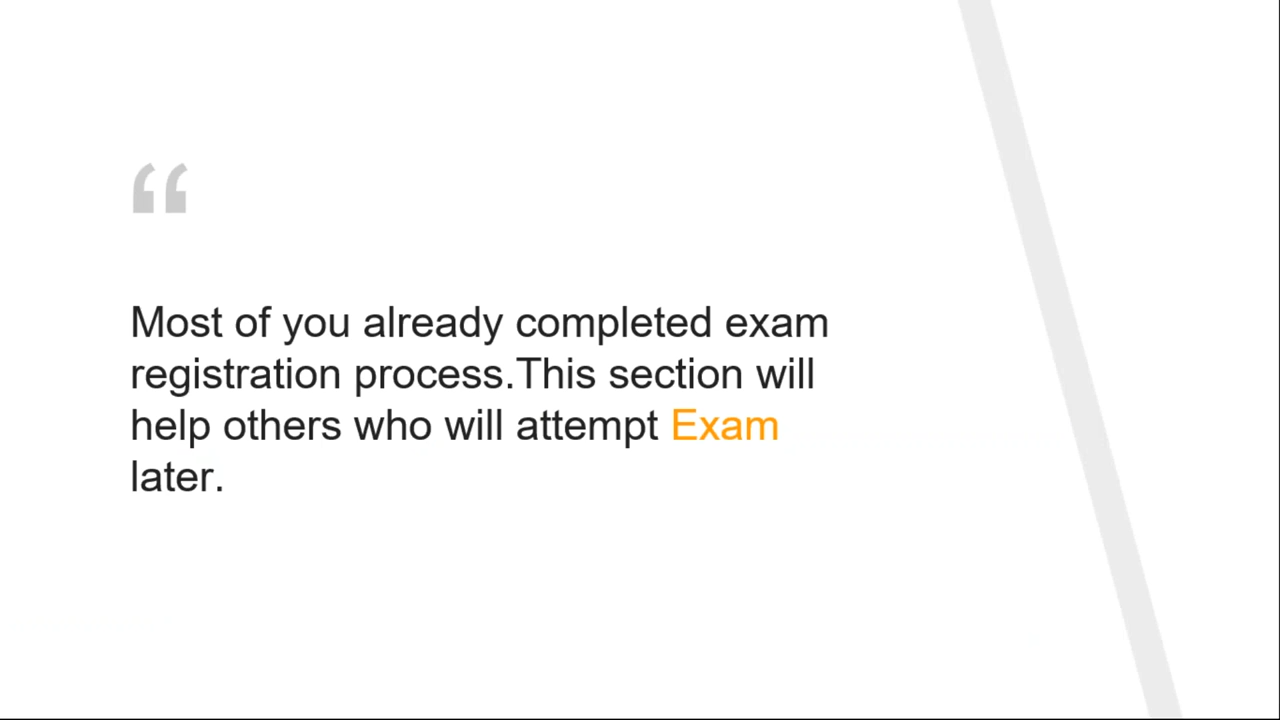 “
Most of you already completed exam
registration process.This section will
help others who will attempt Exam
later.